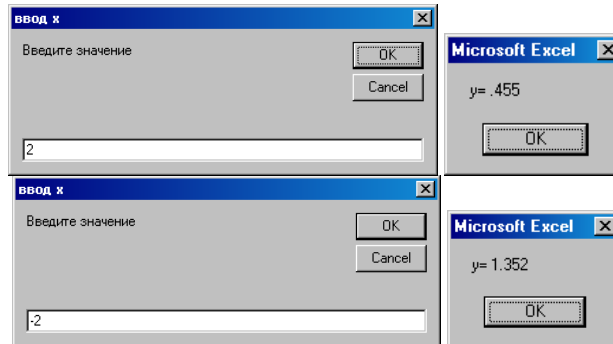 ввод x
Введите значение
OK
Cancel
2
Microsoft Excel
y= .455
OK
ввод x
Введите значение
OK
Cancel
-2
Microsoft Excel
y= 1.352
OK